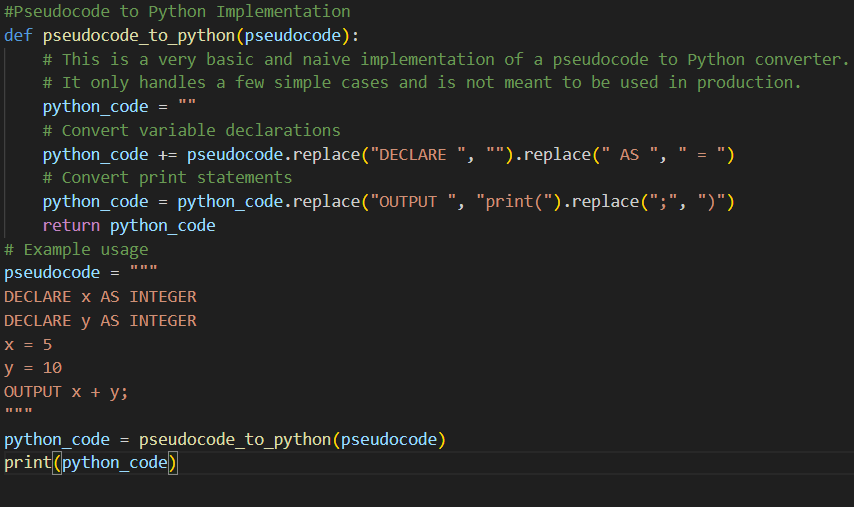 #Pseudocode to Python Implementation
def pseudocode_to_python(pseudocode):
    # This is a very basic and naive implementation of a pseudocode to Python converter.
    # It only handles a few simple cases and is not meant to be used in production.
    python_code = ""
    # Convert variable declarations
    python_code += pseudocode.replace("DECLARE ", "").replace(" AS ", " = ")
    # Convert print statements
    python_code = python_code.replace("OUTPUT ", "print(").replace(";", ")")
    return python_code
# Example usage
pseudocode = """
DECLARE x AS INTEGER
DECLARE y AS INTEGER
x = 5
y = 10
OUTPUT x + y;
"""
python_code = pseudocode_to_python(pseudocode)
print(python_code)